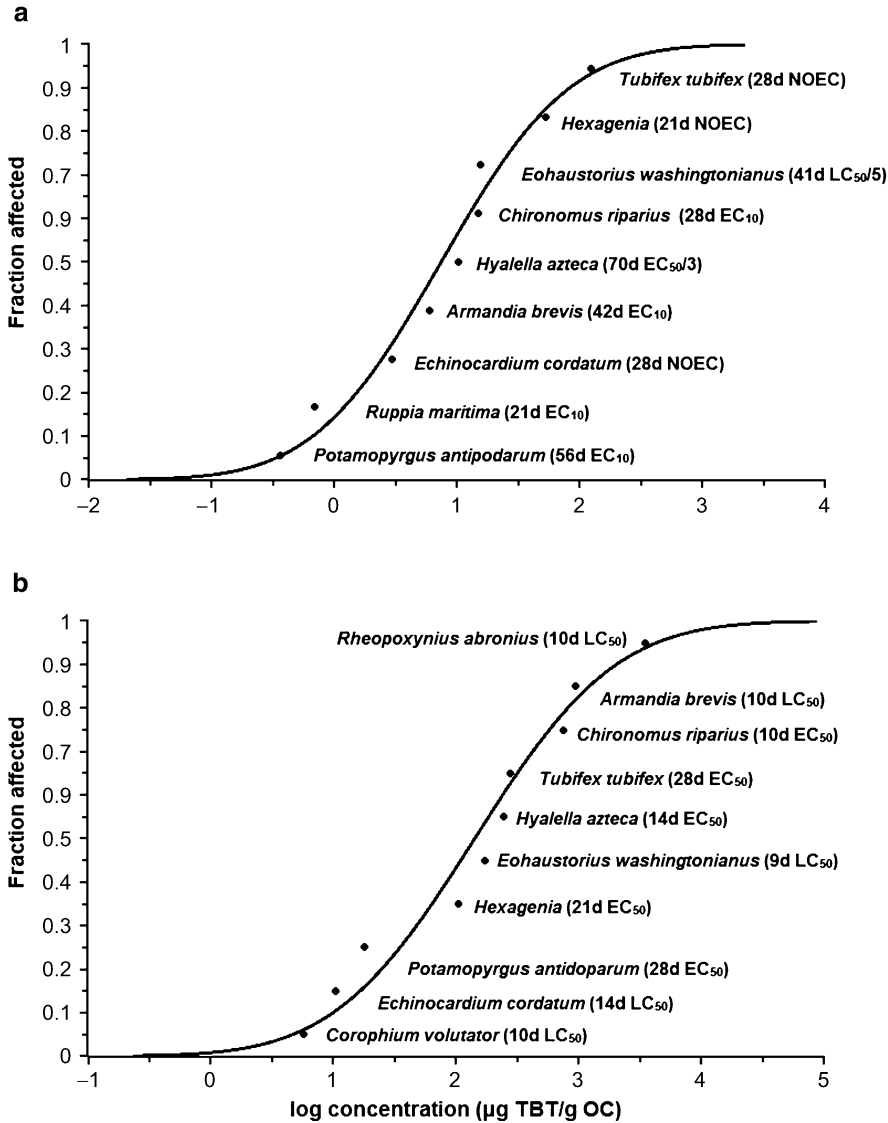 a
1
0.9
0.8
0.7
0.9
0.5
0.4
0.3
0.2
0.1
0
Fraction affected
Tubifex tubifex (28d NOEC)
Hexagenia (21d NOEC)
Eohaustorius washingtonianus (41d LC50/5)
Chironomus riparius (28d EC10)
Hyalella azteca (70d EC50/3)
Armandia brevis (42d EC10)
Echinocardium cordatum (28d NOEC)
Ruppia maritima (21d EC10)
Potamopyrgus antipodarum (56d EC10)
−2 −1 0 1 2 3 4
b
1
0.9
0.8
0.7
0.9
0.5
0.4
0.3
0.2
0.1
0
Fraction affected
Rheopoxynius abronius (10d LC50)
Armandia brevis (10d LC50)
Chironomus riparius (10d EC50)
Tubifex tubifex (28d EC50)
Hyalella azteca (14d EC50)
Eohaustorius washingtonianus (9d LC50)
Hexagenia (21d EC50)
Potamopyrgus antidoparum (28d EC50)
Echinocardium cordatum (14d LC50)
Corophium volutator (10d LC50)
−1 0 1 2 3 4 5
log concentration (µg TBT/g OC)